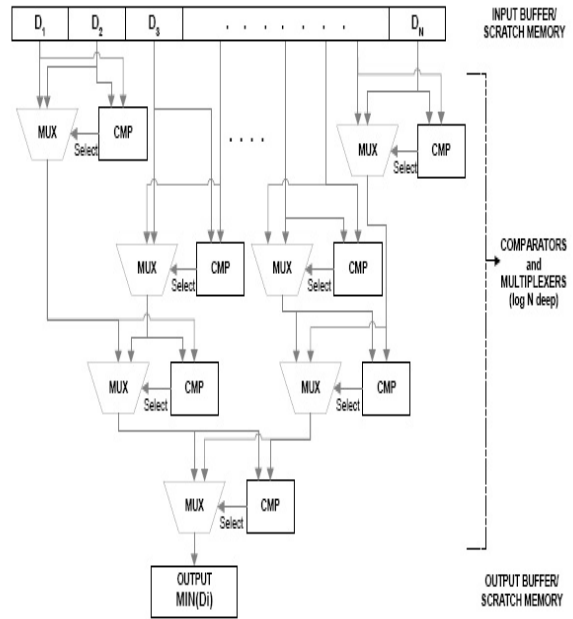 D1 D2 D3 . . . . . . . DN
INPUT BUFFER/
SCRATCH MEMORY
MUX
CMP
Select
. . . .
MUX
CMP
Select
MUX
CMP
Select
MUX
CMP
Select
COMPARATORS
and
MULTIPLEXERS
(log N deep)
MUX
CMP
Select
MUX
CMP
Select
MUX
CMP
Select
OUTPUT
MIN(Di)
OUTPUT BUFFER/
SCRATCH MEMORY